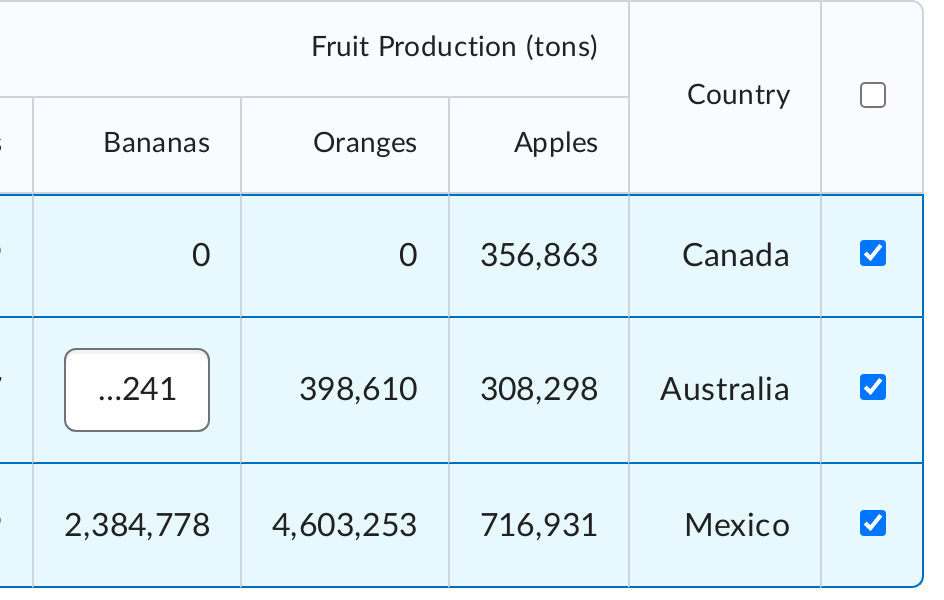 Fruit Production (tons)
Country
Bananas Oranges Apples
0 0 356,863 Canada
...241 398,610 308,298 Australia
2,384,778 4,603,253 716,931 Mexico